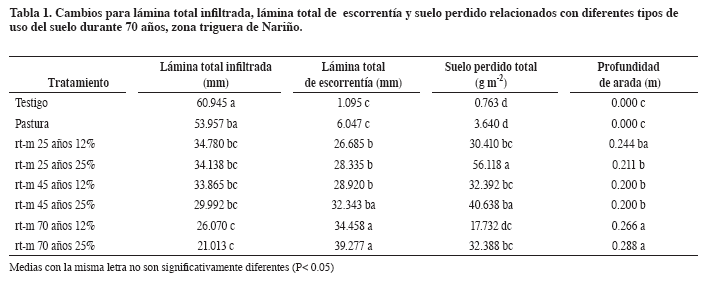 Tabla 1. Cambios para lámina total infiltrada, lámina total de escorrentía y suelo perdido relacionados con diferentes tipos de
uso del suelo durante 70 años, zona triguera de Nariño.
Tratamiento Lámina total infiltrada (mm) Lámina total de escorrentía (mm) Suelo perdido total (g m-2) Profundidad de arada (m)
Testigo 60.945 a 1.095 c 0.763 d 0.000 c
Pastura 53.957 ba 6.047 c 3.640 d 0.000 c
rt-m 25 años 12% 34.780 bc 26.685 b 30.410 bc 0.244 ba
rt-m 25 años 25% 34.138 bc 28.335 b 56.118 a 0.211 b
rt-m 45 años 12% 33.865 bc 28.920 b 32.392 bc 0.200 b
rt-m 45 años 25% 29.992 bc 32.343 ba 40.638 ba 0.200 b
rt-m 70 años 12% 26.070 c 34.458 a 17.732 dc 0.266 a
rt-m 70 años 25% 21.013 c 39.277 a 32.388 bc 0.288 a
Medias con la misma letra no son significativamente diferentes (P< 0.05)